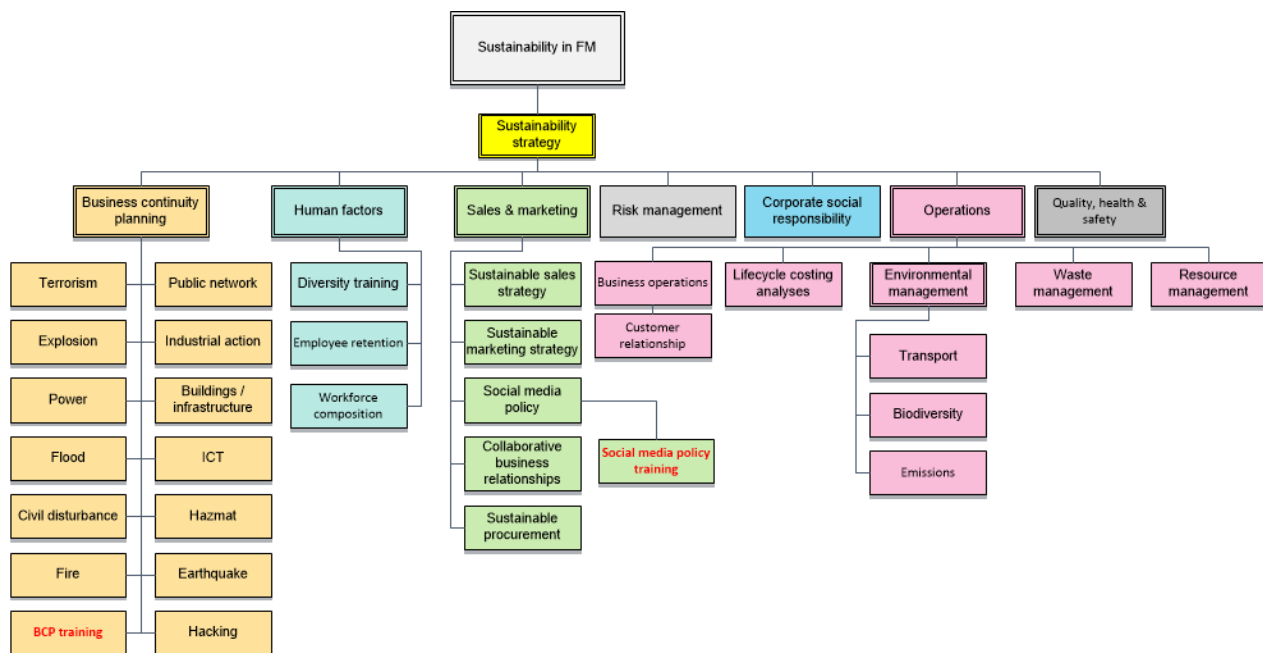 Sustainability in FM
Sustainability
strategy
Business continuity
planning
Human factors
Sales & marketing
Risk management
Corporate social
responsibility
Operations
Quality, health &
safety
Terrorism
Public network
Explosion
Industrial action
Power
Buildings /
infrastructure
Flood
ICT
Civil disturbance
Hazmat
Fire
Earthquake
BCP training
Hacking
Diversity training
Employee retention
Workforce
composition
Sustainable sales
strategy
Sustainable
marketing strategy
Social media
policy
Collaborative
business
relationships
Sustainable
procurement
Social media policy
training
Business operations
Customer
relationship
Lifecycle costing
analyses
Environmental
management
Transport
Biodiversity
Emissions
Waste
management
Resource
management